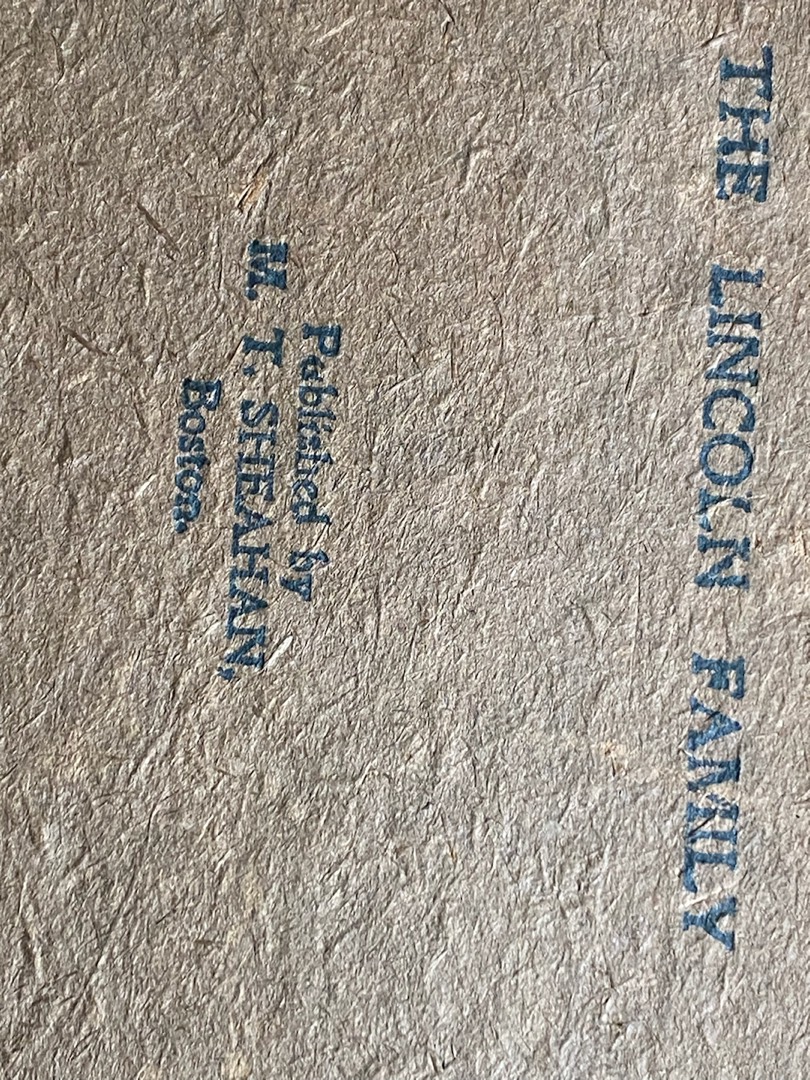 THE LINCOLN FAMILY
Published by
M. T. SHEAHAN,
Boston.